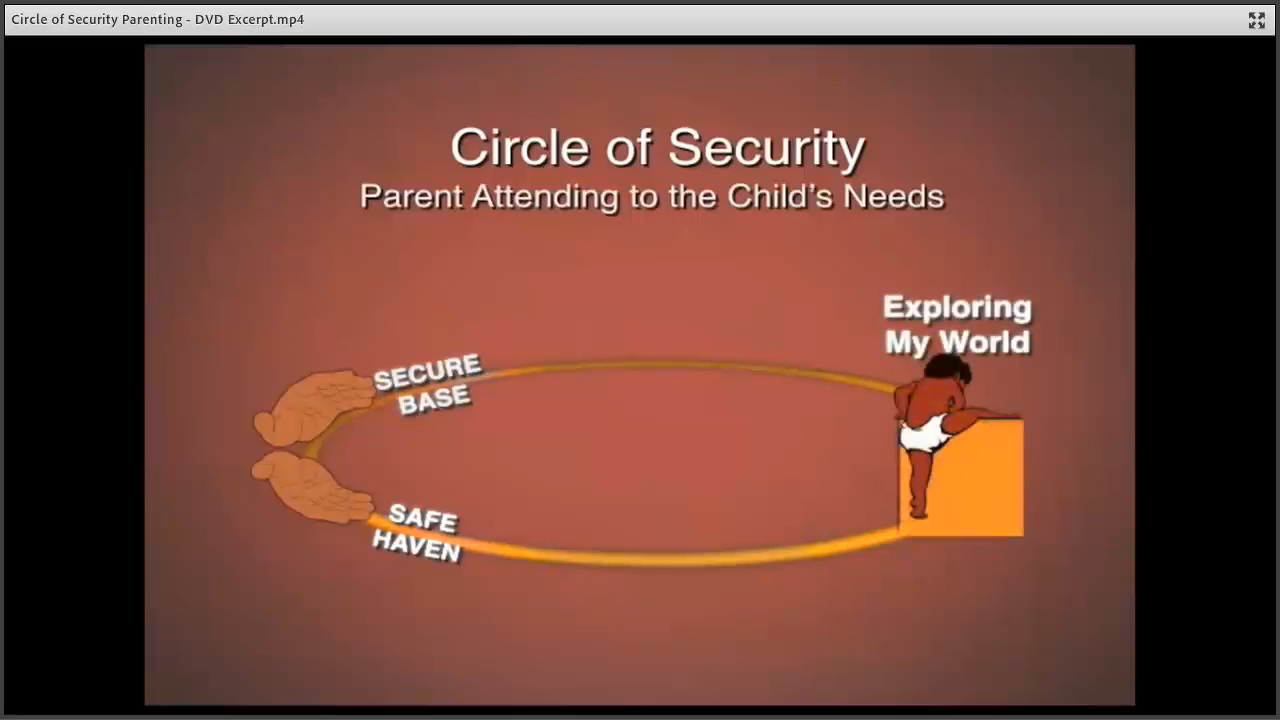 Circle of Security Parenting - DVD Excerpt.mp4
Circle of Security
Parent Attending to the Child's Needs
Exploring
My World
SECURE
BASE
SAFE
HAVEN